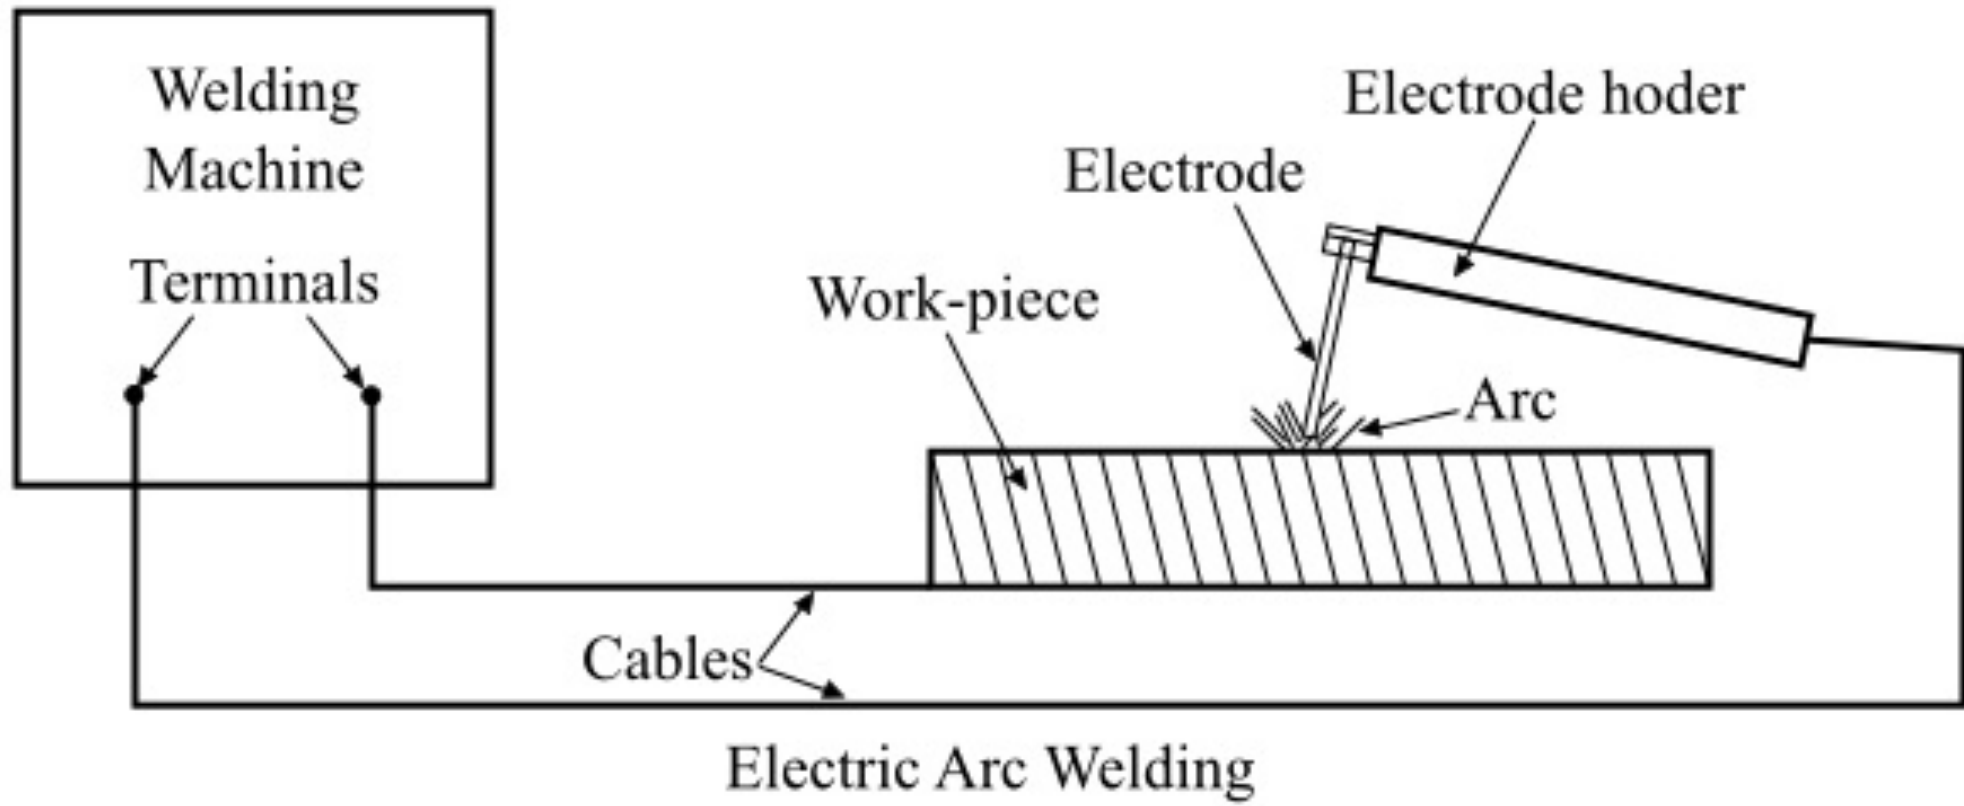 Welding
Machine
Terminals
Electrode hoder
Electrode
Work-piece
Arc
Cables
Electric Arc Welding